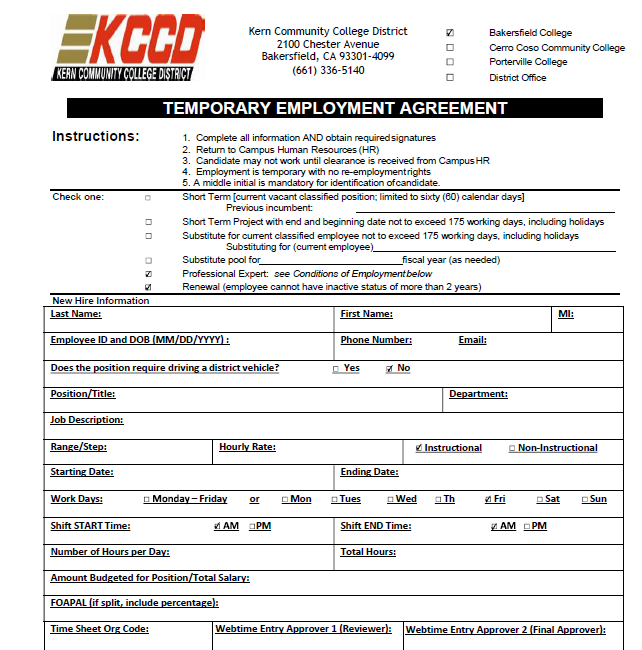 KCCD
KERN COMMUNITY COLLEGE DISTRICT
Kern Community College District
2100 Chester Avenue
Bakersfield, CA 93301-4099
(661) 336-5140
☑ Bakersfield College
☐ Cerro Coso Community College
☐ Porterville College
☐ District Office
TEMPORARY EMPLOYMENT AGREEMENT
Instructions:
1. Complete all information AND obtain required signatures
2. Return to Campus Human Resources (HR)
3. Candidate may not work until clearance is received from Campus HR
4. Employment is temporary with no re-employment rights
5. A middle initial is mandatory for identification of candidate.
Check one: ☐ Short Term [current vacant classified position; limited to sixty (60) calendar days]
Previous incumbent:
☐ Short Term Project with end and beginning date not to exceed 175 working days, including holidays
☐ Substitute for current classified employee not to exceed 175 working days, including holidays
Substituting for (current employee)
☐ Substitute pool for fiscal year (as needed)
☑ Professional Expert: see Conditions of Employment below
☑ Renewal (employee cannot have inactive status of more than 2 years)
New Hire Information
Last Name: First Name: MI:
Employee ID and DOB (MM/DD/YYYY) : Phone Number: Email:
Does the position require driving a district vehicle? ☐ Yes ☑ No
Position/Title: Department:
Job Description:
Range/Step: Hourly Rate: ☑ Instructional ☐ Non-Instructional
Starting Date: Ending Date:
Work Days: ☐ Monday – Friday or ☐ Mon ☐ Tues ☐ Wed ☐ Th ☑ Fri ☐ Sat ☐ Sun
Shift START Time: ☑ AM ☐ PM Shift END Time: ☑ AM ☐ PM
Number of Hours per Day: Total Hours:
Amount Budgeted for Position/Total Salary:
FOAPAL (if split, include percentage):
Time Sheet Org Code: Webtime Entry Approver 1 (Reviewer): Webtime Entry Approver 2 (Final Approver):